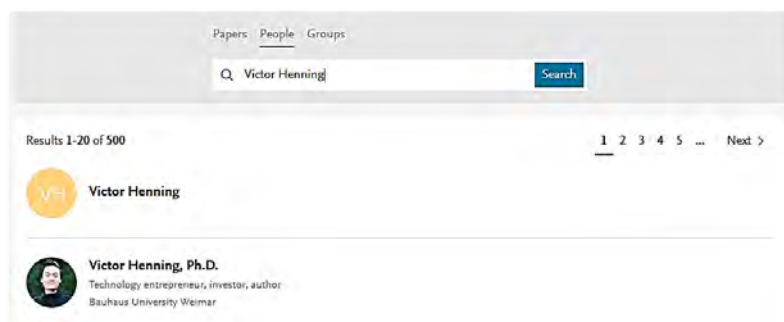 Papers People Groups
Victor Henning Search
Results 1-20 of 500 1 2 3 4 5 ... Next >
VH Victor Henning
Victor Henning, Ph.D.
Technology entrepreneur, investor, author
Bauhaus University Weimar